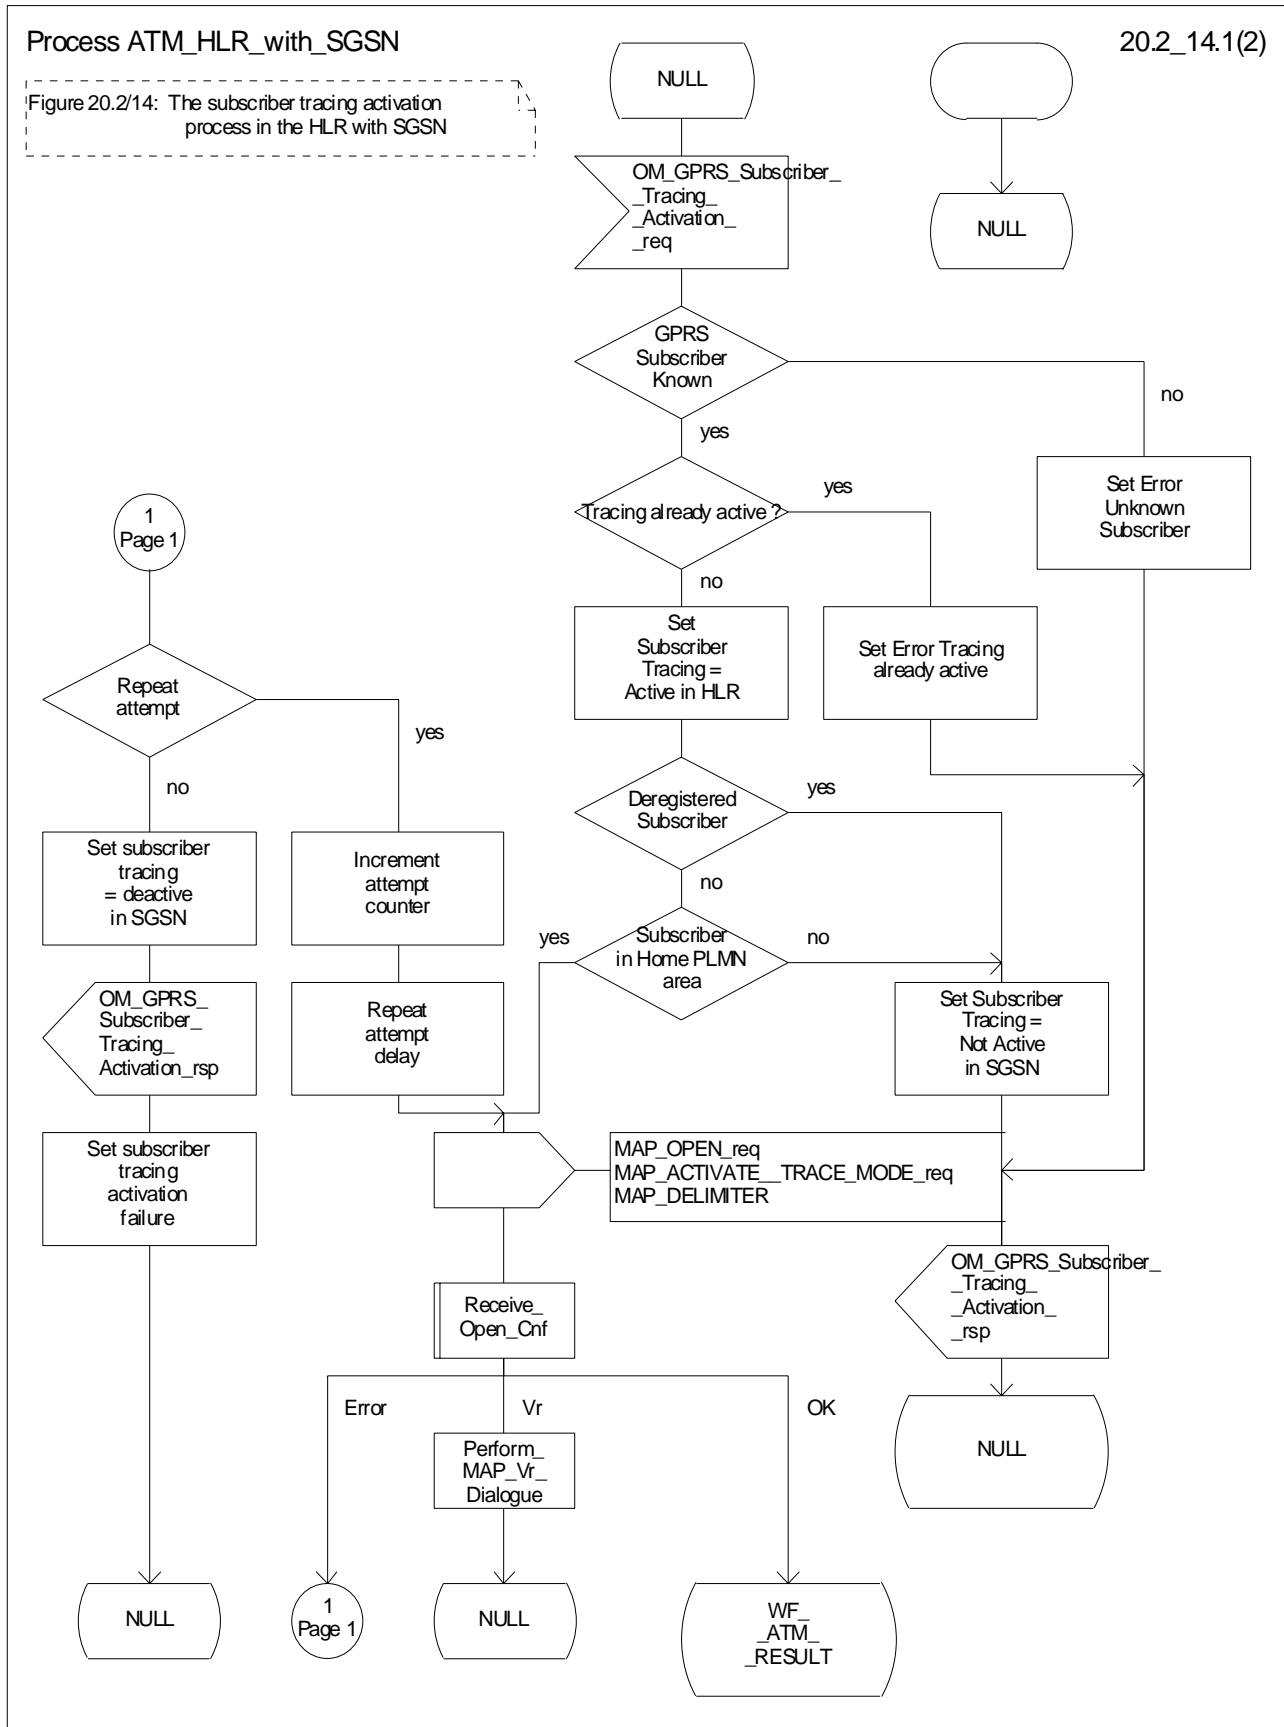 Process ATM_HLR_with_SGSN
20.2_14.1(2)
Figure 20.2/14: The subscriber tracing activation
process in the HLR with SGSN
NULL
OM_GPRS_Subscriber_
_Tracing_
_Activation_
_req
NULL
GPRS
Subscriber
Known
no
yes
Tracing already active ?
yes
no
Set Error
Unknown
Subscriber
1
Page 1
Set
Subscriber
Tracing =
Active in HLR
Set Error Tracing
already active
Repeat
attempt
yes
no
Deregistered
Subscriber
yes
no
Set subscriber
tracing
= deactive
in SGSN
Increment
attempt
counter
Subscriber
in Home PLMN
area
yes
no
OM_GPRS_
Subscriber_
Tracing_
Activation_rsp
Repeat
attempt
delay
Set Subscriber
Tracing =
Not Active
in SGSN
Set subscriber
tracing
activation
failure
MAP_OPEN_req
MAP_ACTIVATE__TRACE_MODE_req
MAP_DELIMITER
OM_GPRS_Subscriber_
_Tracing_
_Activation_
_rsp
Receive_
Open_Cnf
Error
Vr
OK
Perform_
MAP_Vr_
Dialogue
NULL
NULL
1
Page 1
NULL
WF_
_ATM_
_RESULT